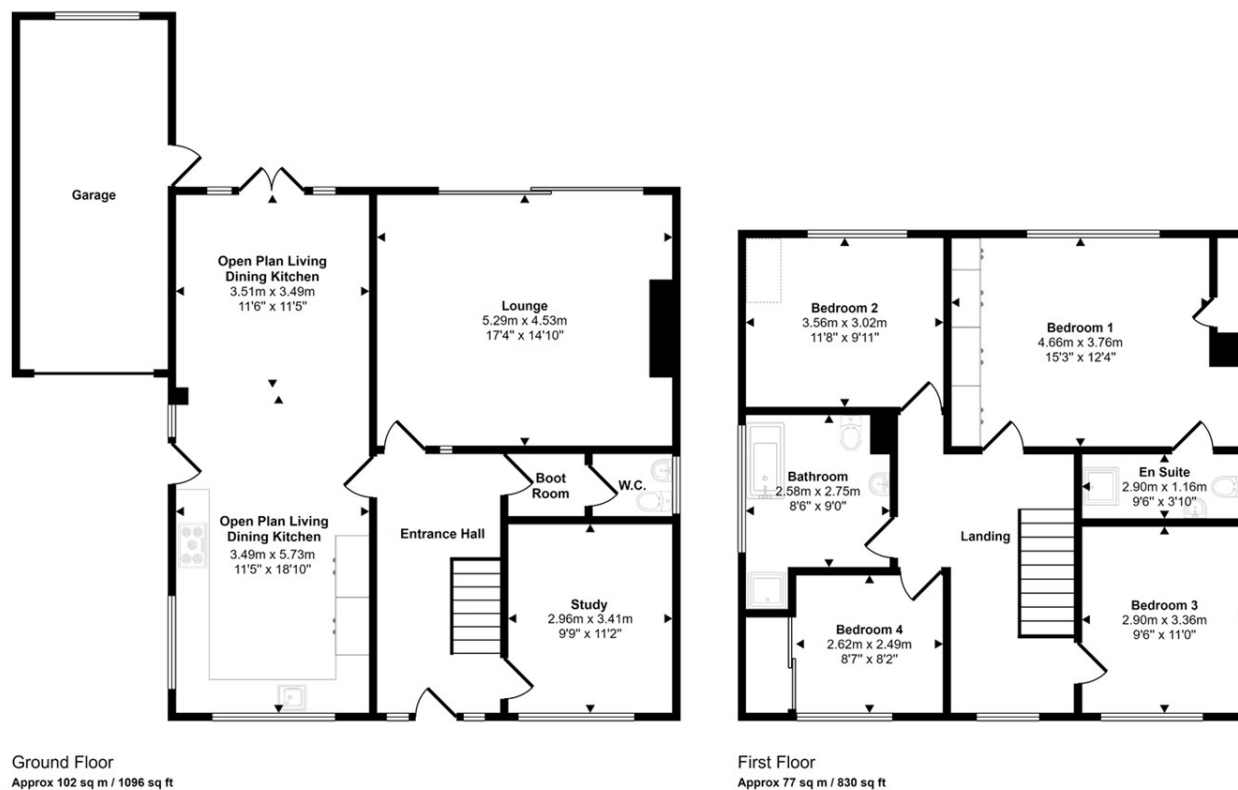 Garage
Open Plan Living
Dining Kitchen
3.51m x 3.49m
11'6" x 11'5"
Lounge
5.29m x 4.53m
17'4" x 14'10"
Boot
Room
W.C.
Entrance Hall
Open Plan Living
Dining Kitchen
3.49m x 5.73m
11'5" x 18'10"
Study
2.96m x 3.41m
9'9" x 11'2"
Ground Floor
Approx 102 sq m / 1096 sq ft
Bedroom 2
3.56m x 3.02m
11'8" x 9'11"
Bedroom 1
4.66m x 3.76m
15'3" x 12'4"
Bathroom
2.58m x 2.75m
8'6" x 9'0"
En Suite
2.90m x 1.16m
9'6" x 3'10"
Landing
Bedroom 4
2.62m x 2.49m
8'7" x 8'2"
Bedroom 3
2.90m x 3.36m
9'6" x 11'0"
First Floor
Approx 77 sq m / 830 sq ft